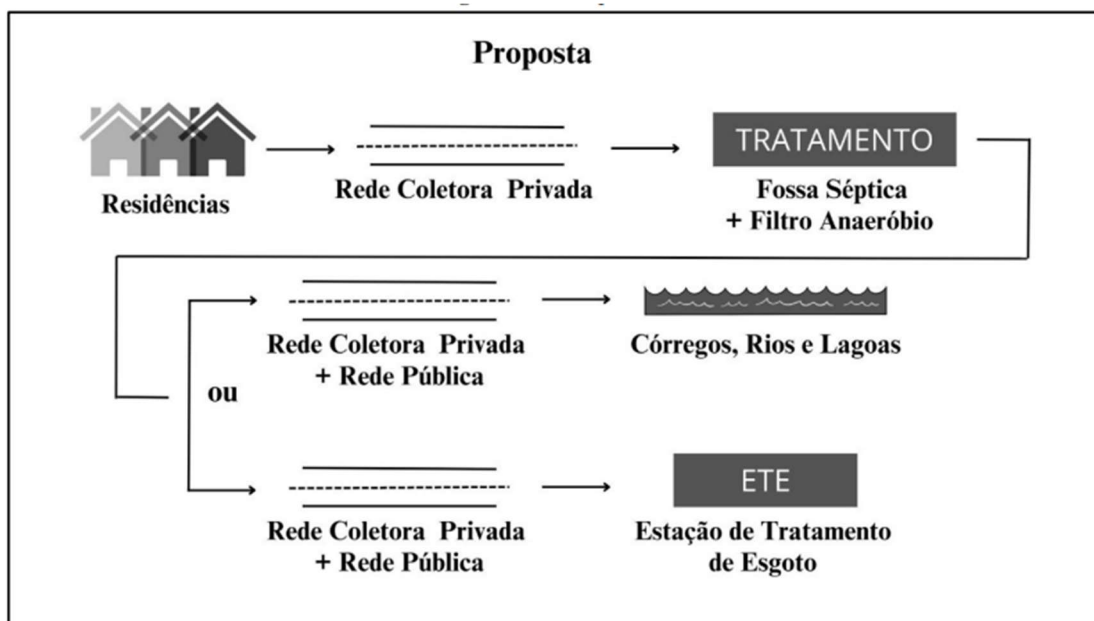 Proposta
Residências
Rede Coletora Privada
TRATAMENTO
Fossa Séptica
+ Filtro Anaeróbio
ou
Rede Coletora Privada
+ Rede Pública
Córregos, Rios e Lagoas
Rede Coletora Privada
+ Rede Pública
ETE
Estação de Tratamento
de Esgoto